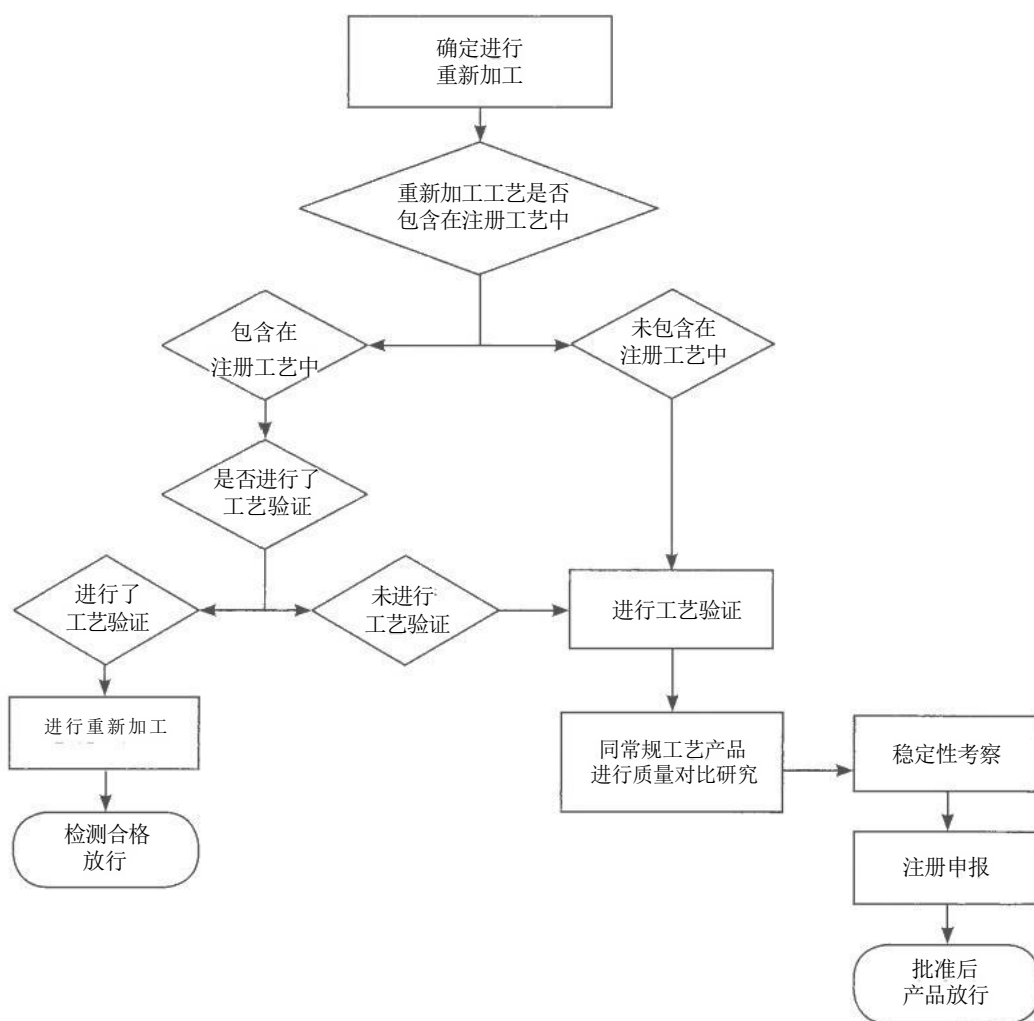 确定进行
重新加工
重新加工工艺是否
包含在注册工艺中
包含在
注册工艺中
未包含在
注册工艺中
是否进行了
工艺验证
进行了
工艺验证
未进行
工艺验证
进行工艺验证
进行重新加工
同常规工艺产品
进行质量对比研究
稳定性考察
检测合格
放行
注册申报
批准后
产品放行